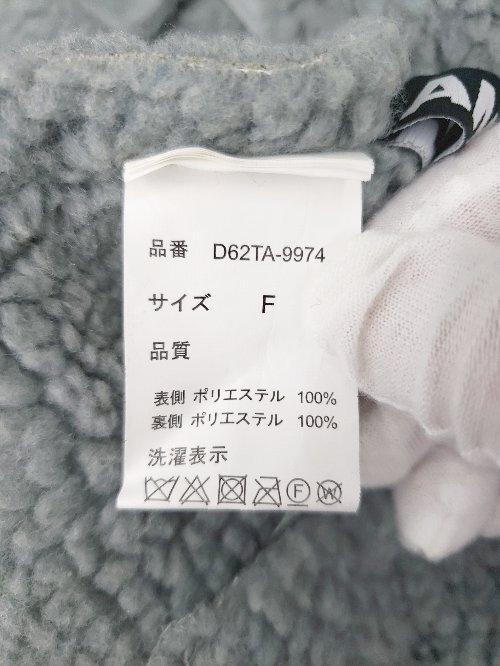 品番 D62TA-9974
サイズ F
品質
表側 ポリエステル 100%
裏側 ポリエステル 100%
洗濯表示
F W